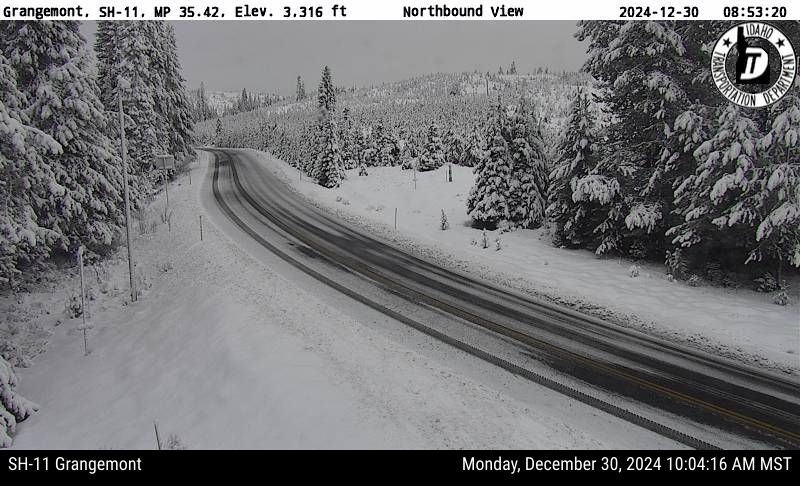 Grangemont, SH-11, MP 35.42, Elev. 3,316 ft Northbound View 2024-12-30 08:53:20
IDAHO
TRANSPORTATION DEPARTMENT
SH-11 Grangemont Monday, December 30, 2024 10:04:16 AM MST